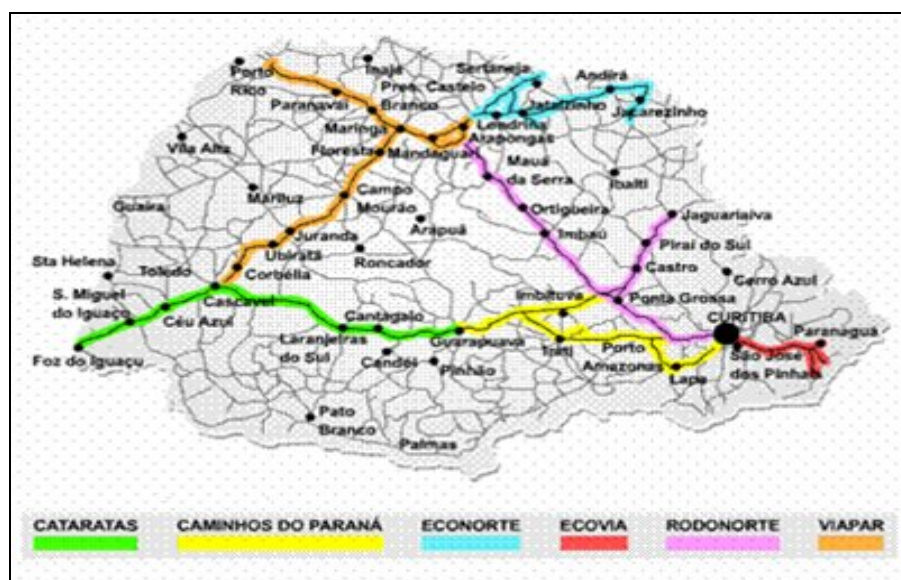 Porto Rico
Inajá
Sertaneja
Andirá
Pres. Castelo Branco
Paranavaí
Jataizinho
Jacarezinho
Maringá
Londrina
Arapongas
Floresta
Mandaguari
Vila Alta
Mauá da Serra
Ibaiti
Mariluz
Campo Mourão
Ortigueira
Jaguariaíva
Guaíra
Arapuã
Imbaú
Piraí do Sul
Juranda
Ubiratã
Roncador
Castro
Sta Helena
Toledo
Corbélia
Cerro Azul
S. Miguel do Iguaçu
Cascavel
Imbituva
Ponta Grossa
Céu Azul
Cantagalo
CURITIBA
Paranaguá
Foz do Iguaçu
Laranjeiras do Sul
Guarapuava
Irati
Porto Amazonas
São José dos Pinhais
Candói
Pinhão
Lapa
Pato Branco
Palmas
CATARATAS
CAMINHOS DO PARANÁ
ECONORTE
ECOVIA
RODONORTE
VIAPAR